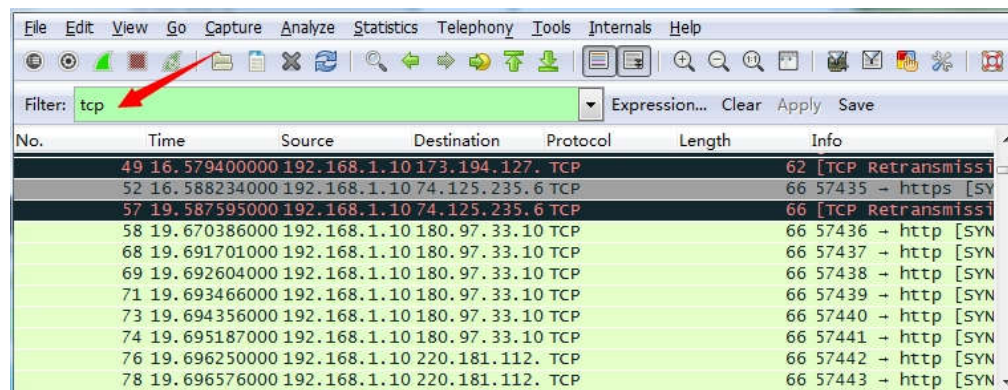 File Edit View Go Capture Analyze Statistics Telephony Tools Internals Help
Filter: tcp Expression... Clear Apply Save
No. Time Source Destination Protocol Length Info
49 16.579400000 192.168.1.10 173.194.127. TCP 62 [TCP Retransmissi
52 16.588234000 192.168.1.10 74.125.235.6 TCP 66 57435 → https [SY
57 19.587595000 192.168.1.10 74.125.235.6 TCP 66 [TCP Retransmissi
58 19.670386000 192.168.1.10 180.97.33.10 TCP 66 57436 → http [SYN
68 19.691701000 192.168.1.10 180.97.33.10 TCP 66 57437 → http [SYN
69 19.692604000 192.168.1.10 180.97.33.10 TCP 66 57438 → http [SYN
71 19.693466000 192.168.1.10 180.97.33.10 TCP 66 57439 → http [SYN
73 19.694356000 192.168.1.10 180.97.33.10 TCP 66 57440 → http [SYN
74 19.695187000 192.168.1.10 180.97.33.10 TCP 66 57441 → http [SYN
76 19.696250000 192.168.1.10 220.181.112. TCP 66 57442 → http [SYN
78 19.696576000 192.168.1.10 220.181.112. TCP 66 57443 → http [SYN